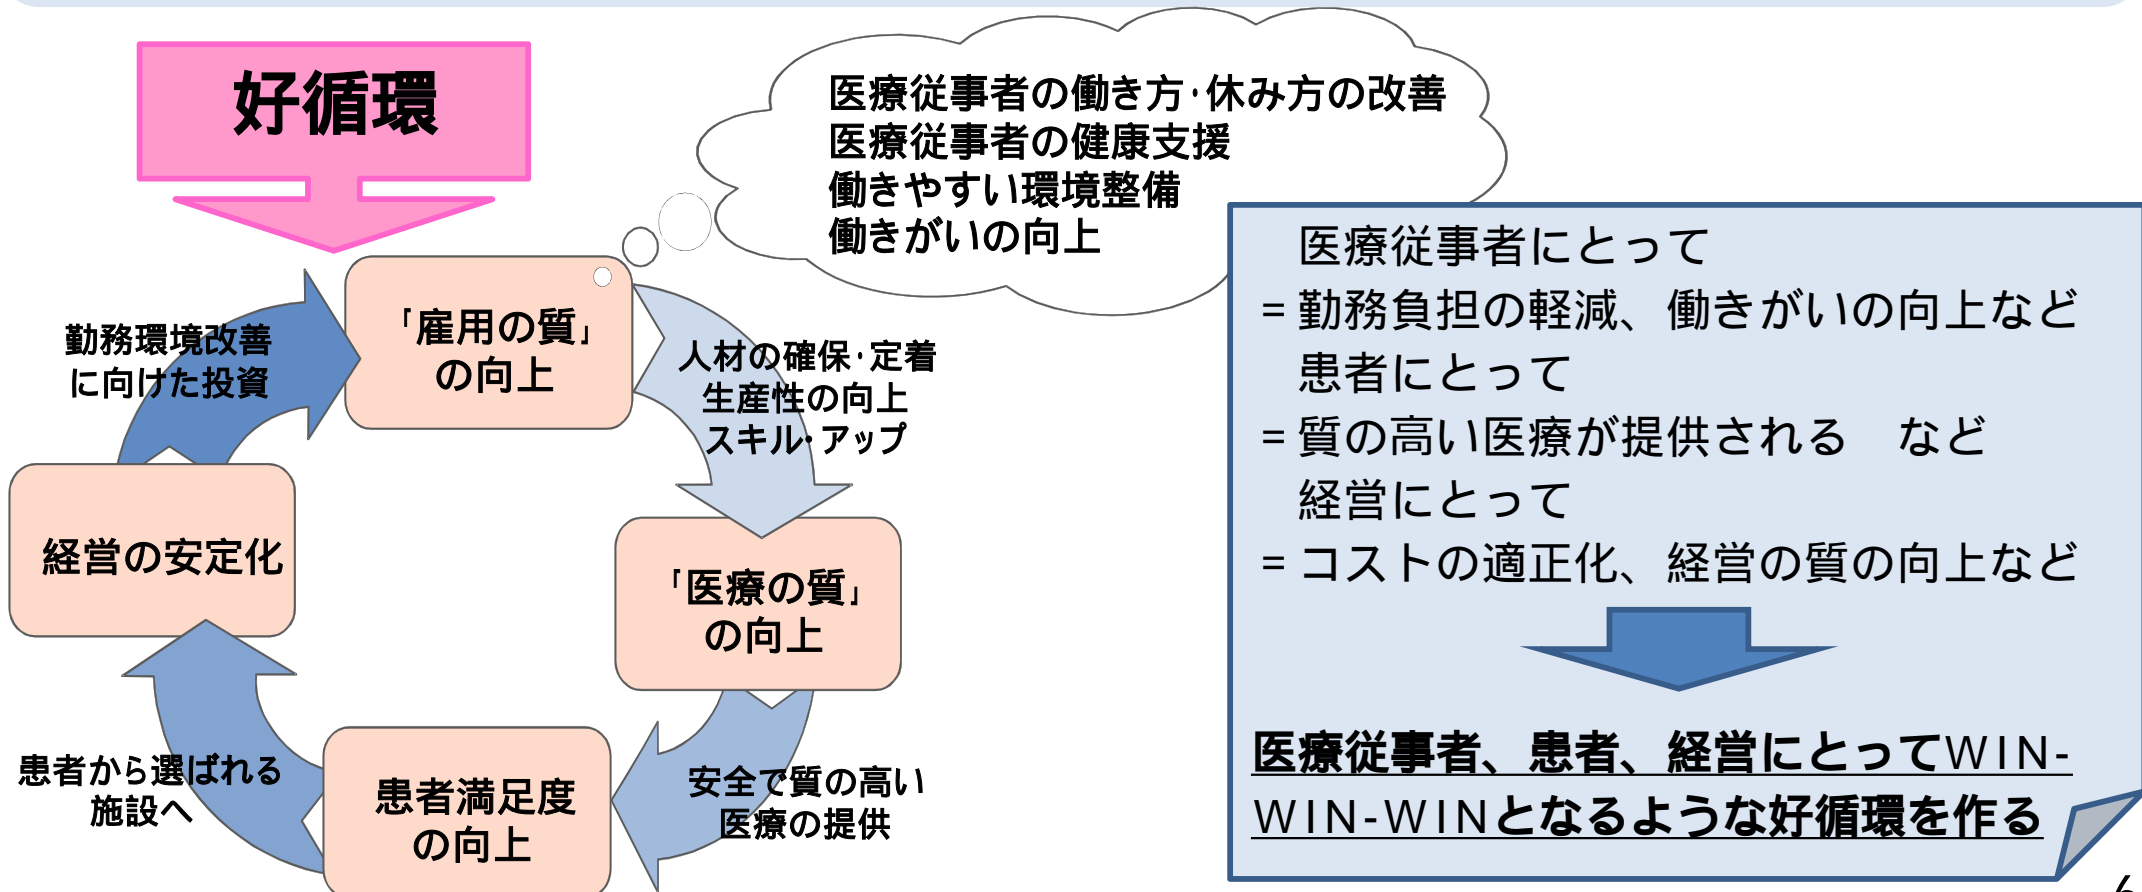 好循環
医療従事者の働き方・休み方の改善
医療従事者の健康支援
働きやすい環境整備
働きがいの向上
「雇用の質」
の向上
勤務環境改善
に向けた投資
人材の確保・定着
生産性の向上
スキル・アップ
経営の安定化
「医療の質」
の向上
患者から選ばれる
施設へ
患者満足度
の向上
安全で質の高い
医療の提供
医療従事者にとって
=勤務負担の軽減、働きがいの向上など
患者にとって
=質の高い医療が提供される　など
経営にとって
=コストの適正化、経営の質の向上など
医療従事者、患者、経営にとってWIN-
WIN-WINとなるような好循環を作る